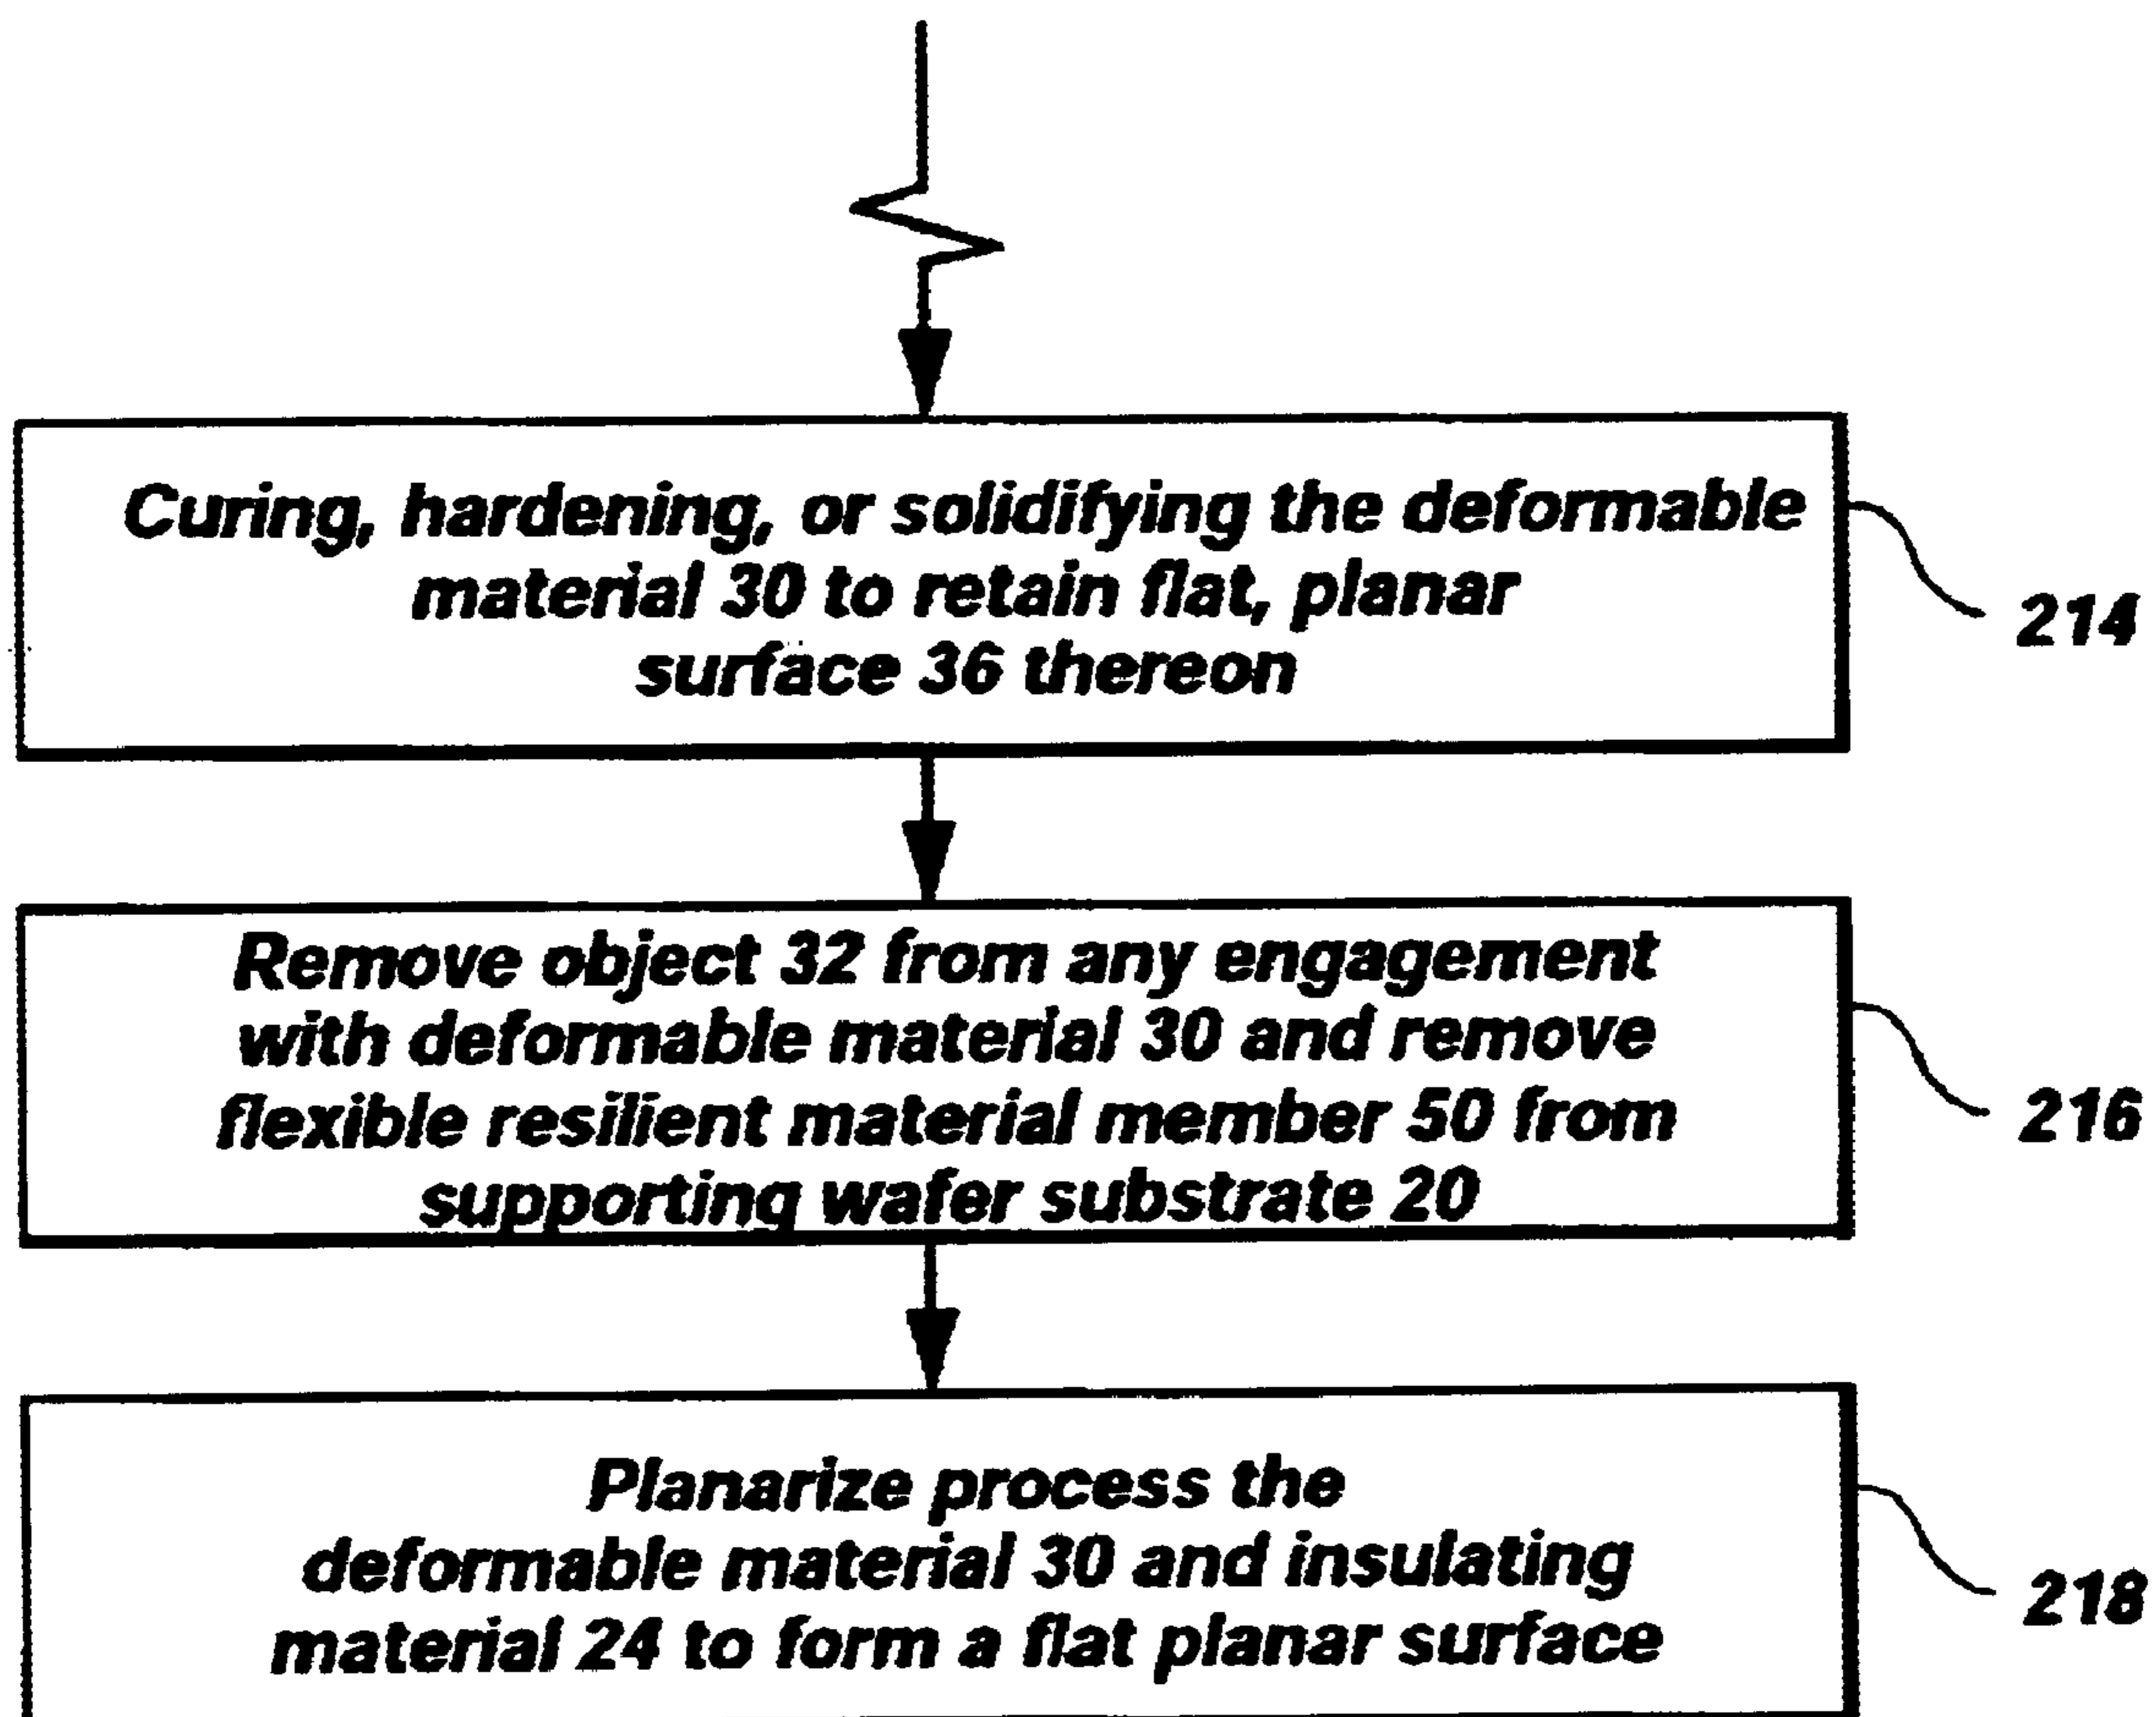 Curing, hardening, or solidifying the deformable
material 30 to retain flat, planar
surface 36 thereon
214
Remove object 32 from any engagement
with deformable material 30 and remove
flexible resilient material member 50 from
supporting wafer substrate 20
216
Planarize process the
deformable material 30 and insulating
material 24 to form a flat planar surface
218